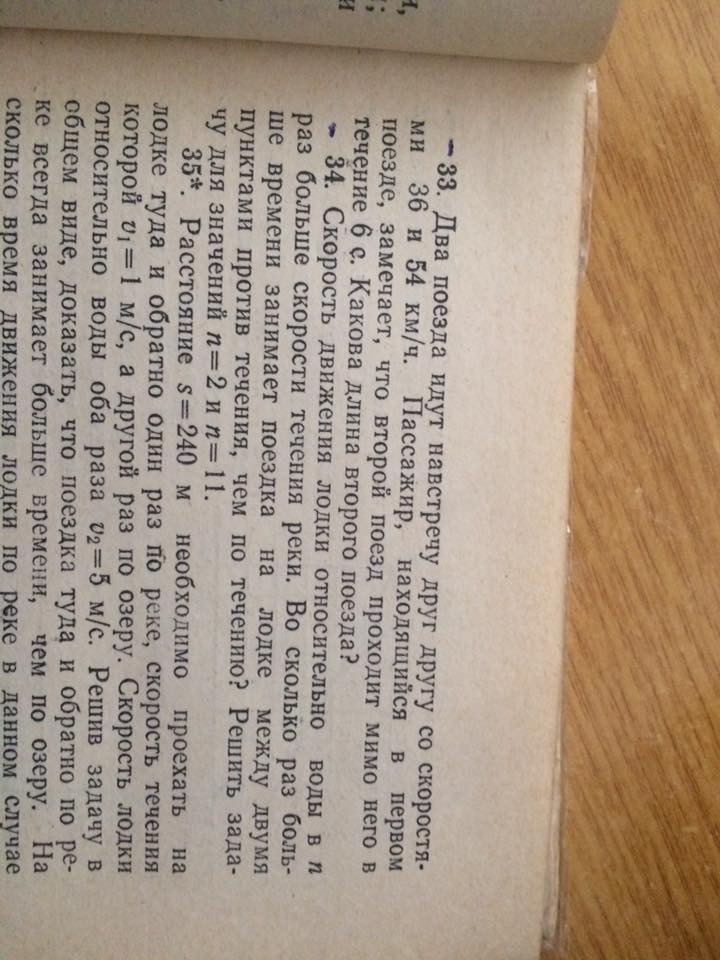 — 33. Два поезда идут навстречу друг другу со скоростя-
ми 36 и 54 км/ч. Пассажир, находящийся в первом
поезде, замечает, что второй поезд проходит мимо него в
течение 6 с. Какова длина второго поезда?
— 34. Скорость движения лодки относительно воды в n
раз больше скорости течения реки. Во сколько раз боль-
ше времени занимает поездка на лодке между двумя
пунктами против течения, чем по течению? Решить зада-
чу для значений n=2 и n=11.
35*. Расстояние s=240 м необходимо проехать на
лодке туда и обратно один раз по реке, скорость течения
которой v₁=1 м/с, а другой раз по озеру. Скорость лодки
относительно воды оба раза v₂=5 м/с. Решив задачу в
общем виде, доказать, что поездка туда и обратно по ре-
ке всегда занимает больше времени, чем по озеру. На
сколько время движения лодки по реке в данном случае